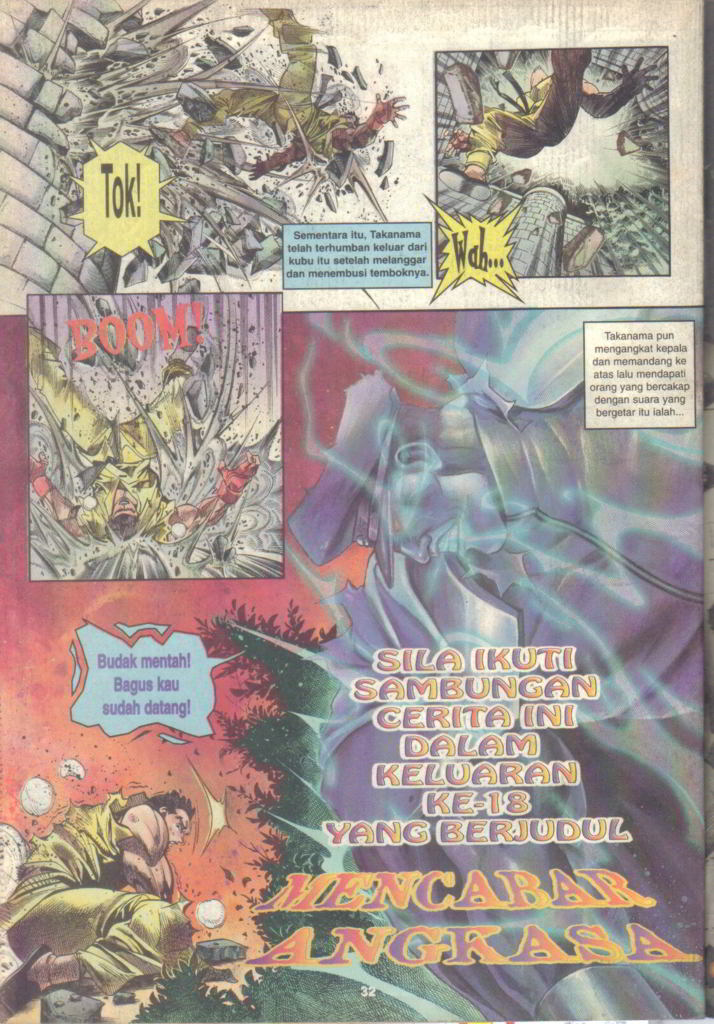 Tok!
Sementara itu, Takanama
telah terhumban keluar dari
kubu itu setelah melanggar
dan menembusi temboknya.
Wah...
BOOM!
Takanama pun
mengangkat kepala
dan memandang ke
atas lalu mendapati
orang yang bercakap
dengan suara yang
bergetar itu ialah...
Budak mentah!
Bagus kau
sudah datang!
SILA IKUTI
SAMBUNGAN
CERITA INI
DALAM
KELUARAN
KE-18
YANG BERJUDUL
MENCABAR
ANGKASA
32